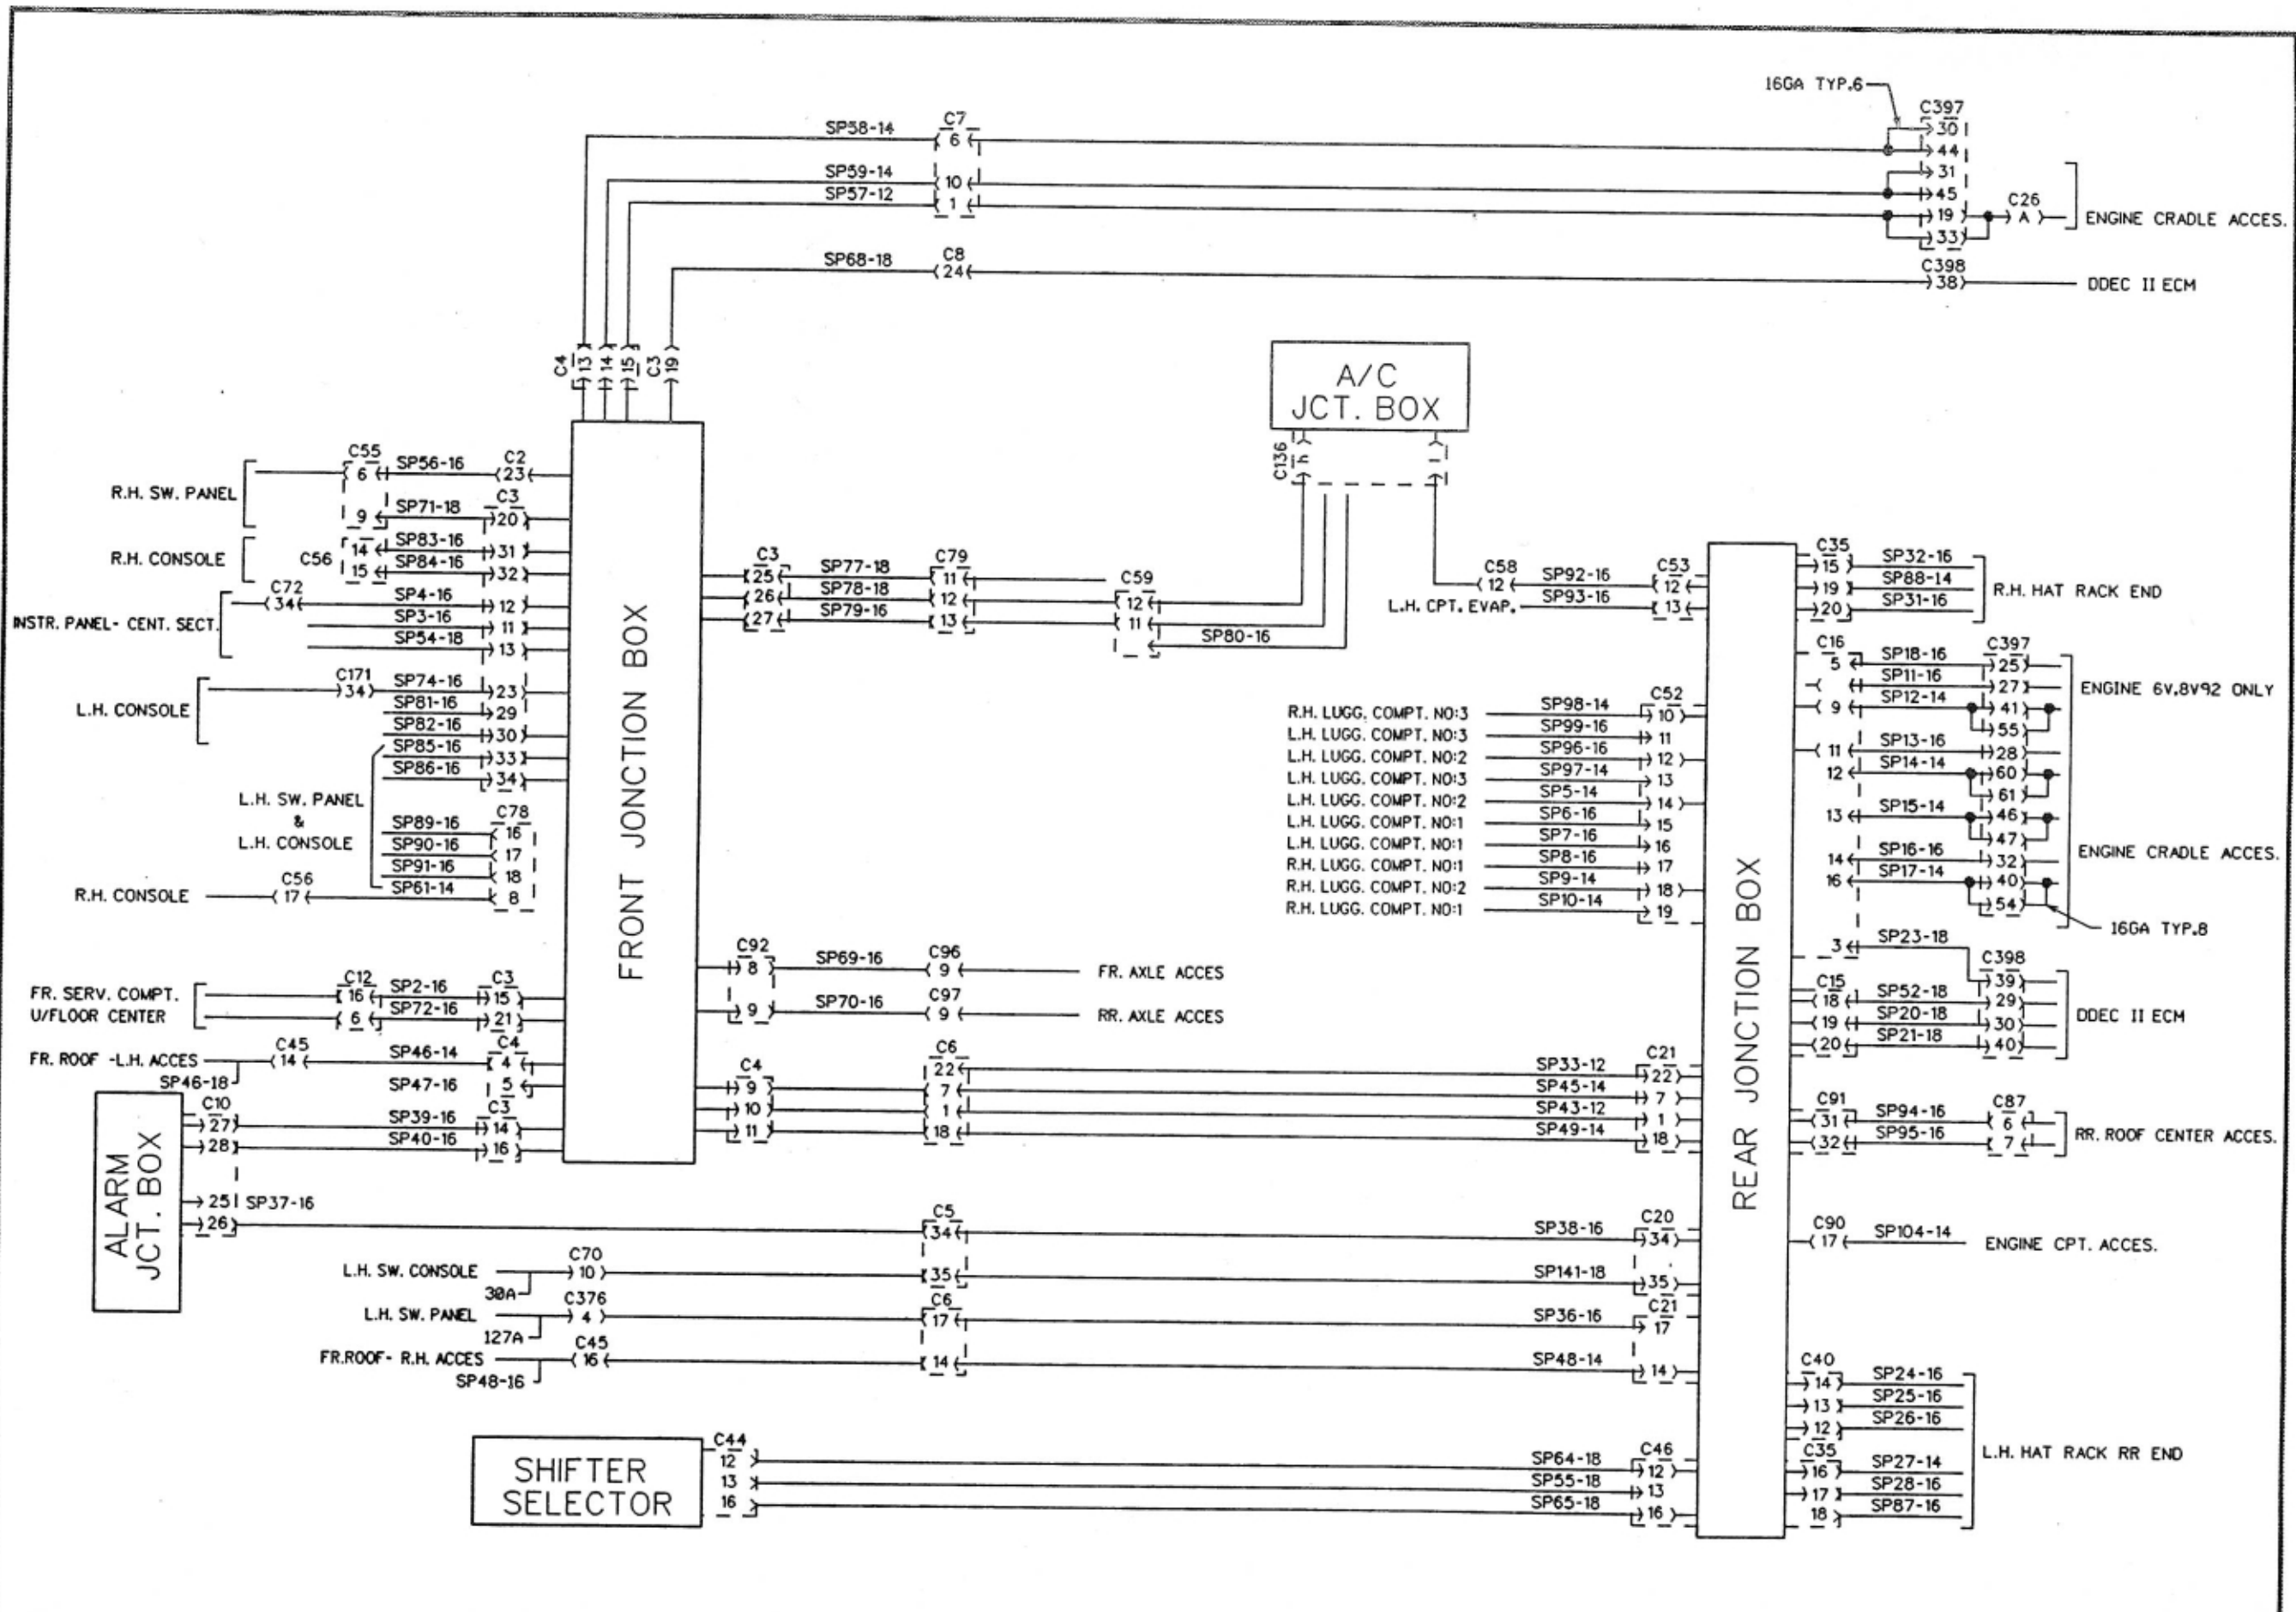 16GA TYP.6
C397
30
44
31
45
19
33
C26
A
ENGINE CRADLE ACCES.
SP58-14
C7
6
SP59-14
10
SP57-12
1
SP68-18
C8
24
C398
38
DDEC II ECM
C4
13
14
15
C3
19
A/C
JCT. BOX
C136
h
FRONT JONCTION BOX
R.H. SW. PANEL
C55
6
SP56-16
C2
23
9
SP71-18
C3
20
R.H. CONSOLE
C56
14
SP83-16
31
15
SP84-16
32
INSTR. PANEL- CENT. SECT.
C72
34
SP4-16
12
SP3-16
11
SP54-18
13
L.H. CONSOLE
C171
34
SP74-16
23
SP81-16
29
SP82-16
30
SP85-16
33
SP86-16
34
L.H. SW. PANEL
&
L.H. CONSOLE
C78
SP89-16
16
SP90-16
17
SP91-16
18
R.H. CONSOLE
C56
17
SP61-14
8
FR. SERV. COMPT.
U/FLOOR CENTER
C12
16
SP2-16
C3
15
6
SP72-16
21
FR. ROOF -L.H. ACCES
SP46-18
C45
14
SP46-14
C4
4
SP47-16
5
ALARM
JCT. BOX
C10
27
SP39-16
C3
14
28
SP40-16
16
25
SP37-16
26
C3
25
SP77-18
C79
11
26
SP78-18
12
27
SP79-16
13
C59
12
11
SP80-16
C58
12
SP92-16
C53
12
L.H. CPT. EVAP.
SP93-16
13
R.H. LUGG. COMPT. NO:3
SP98-14
C52
10
L.H. LUGG. COMPT. NO:3
SP99-16
11
L.H. LUGG. COMPT. NO:2
SP96-16
12
L.H. LUGG. COMPT. NO:3
SP97-14
13
L.H. LUGG. COMPT. NO:2
SP5-14
14
L.H. LUGG. COMPT. NO:1
SP6-16
15
L.H. LUGG. COMPT. NO:1
SP7-16
16
R.H. LUGG. COMPT. NO:1
SP8-16
17
R.H. LUGG. COMPT. NO:2
SP9-14
18
R.H. LUGG. COMPT. NO:1
SP10-14
19
C92
8
SP69-16
C96
9
FR. AXLE ACCES
9
SP70-16
C97
9
RR. AXLE ACCES
C4
9
10
11
C6
22
7
1
18
SP33-12
SP45-14
SP43-12
SP49-14
C21
22
7
1
18
C5
34
SP38-16
C20
34
L.H. SW. CONSOLE
30A
C70
10
35
SP141-18
35
L.H. SW. PANEL
127A
C376
4
C6
17
SP36-16
C21
17
FR.ROOF- R.H. ACCES
SP48-16
C45
16
14
SP48-14
14
SHIFTER
SELECTOR
C44
12
13
16
SP64-18
SP55-18
SP65-18
C46
12
13
16
REAR JONCTION BOX
C35
15
SP32-16
19
SP88-14
20
SP31-16
R.H. HAT RACK END
C16
5
SP18-16
C397
25
SP11-16
27
9
SP12-14
41
55
ENGINE 6V,8V92 ONLY
11
SP13-16
28
12
SP14-14
60
61
13
SP15-14
46
47
14
SP16-16
32
16
SP17-14
40
54
ENGINE CRADLE ACCES.
16GA TYP.8
3
SP23-18
C398
39
C15
18
SP52-18
29
19
SP20-18
30
20
SP21-18
40
DDEC II ECM
C91
31
SP94-16
C87
6
32
SP95-16
7
RR. ROOF CENTER ACCES.
C90
17
SP104-14
ENGINE CPT. ACCES.
C40
14
SP24-16
13
SP25-16
12
SP26-16
C35
16
SP27-14
17
SP28-16
18
SP87-16
L.H. HAT RACK RR END